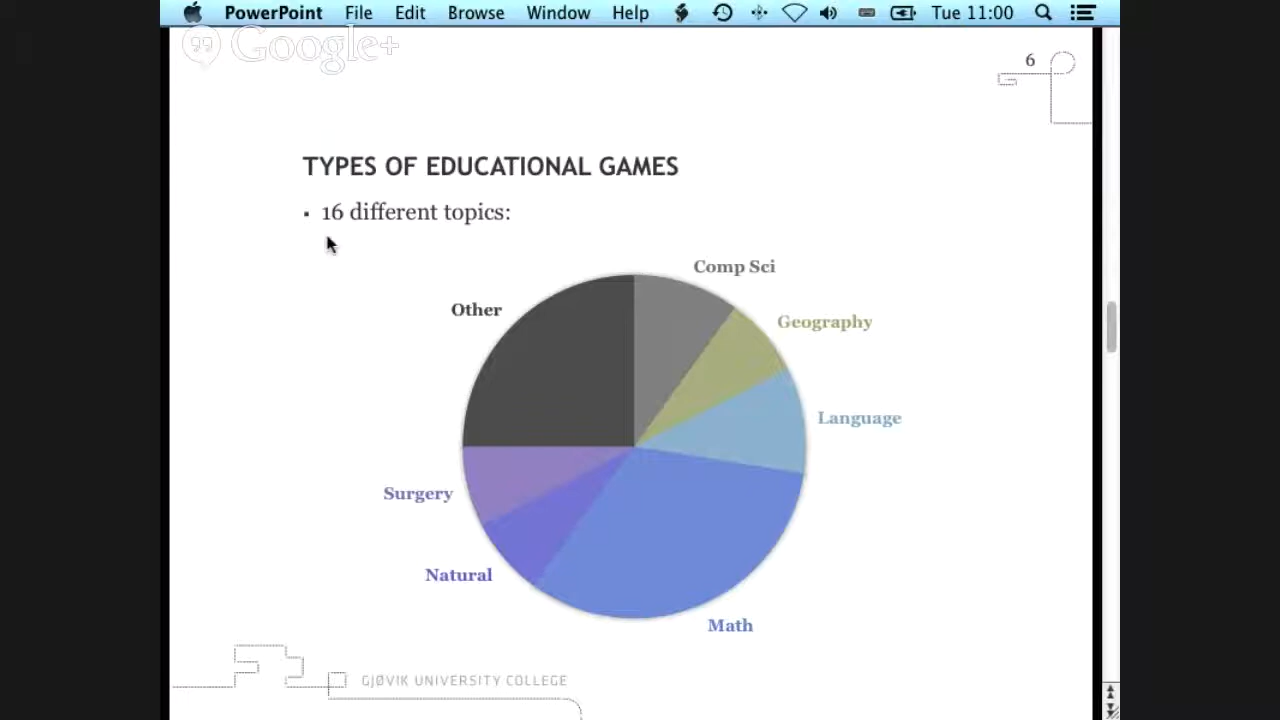 PowerPoint File Edit Browse Window Help Tue 11:00
Google+
6
TYPES OF EDUCATIONAL GAMES
16 different topics:
Comp Sci
Other
Geography
Language
Surgery
Natural
Math
GJØVIK UNIVERSITY COLLEGE